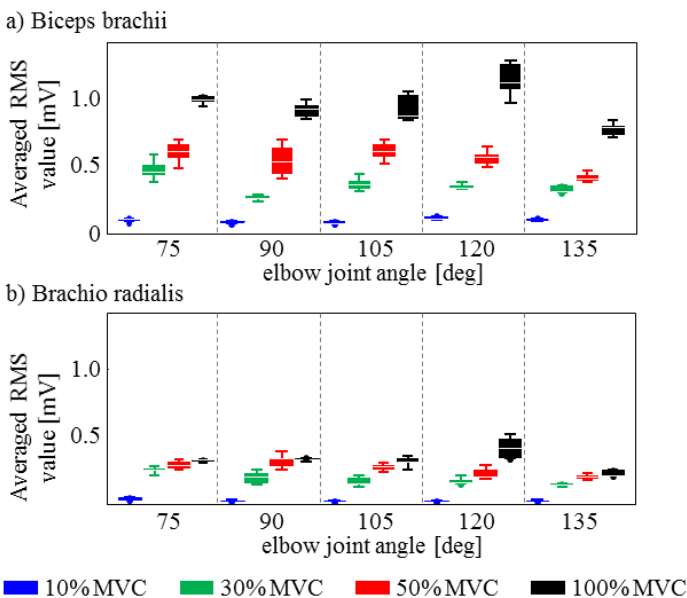 a) Biceps brachii
Averaged RMS
value [mV]
1.0
0.5
0
75 90 105 120 135
elbow joint angle [deg]
b) Brachio radialis
Averaged RMS
value [mV]
1.0
0.5
75 90 105 120 135
elbow joint angle [deg]
10%MVC 30%MVC 50%MVC 100%MVC